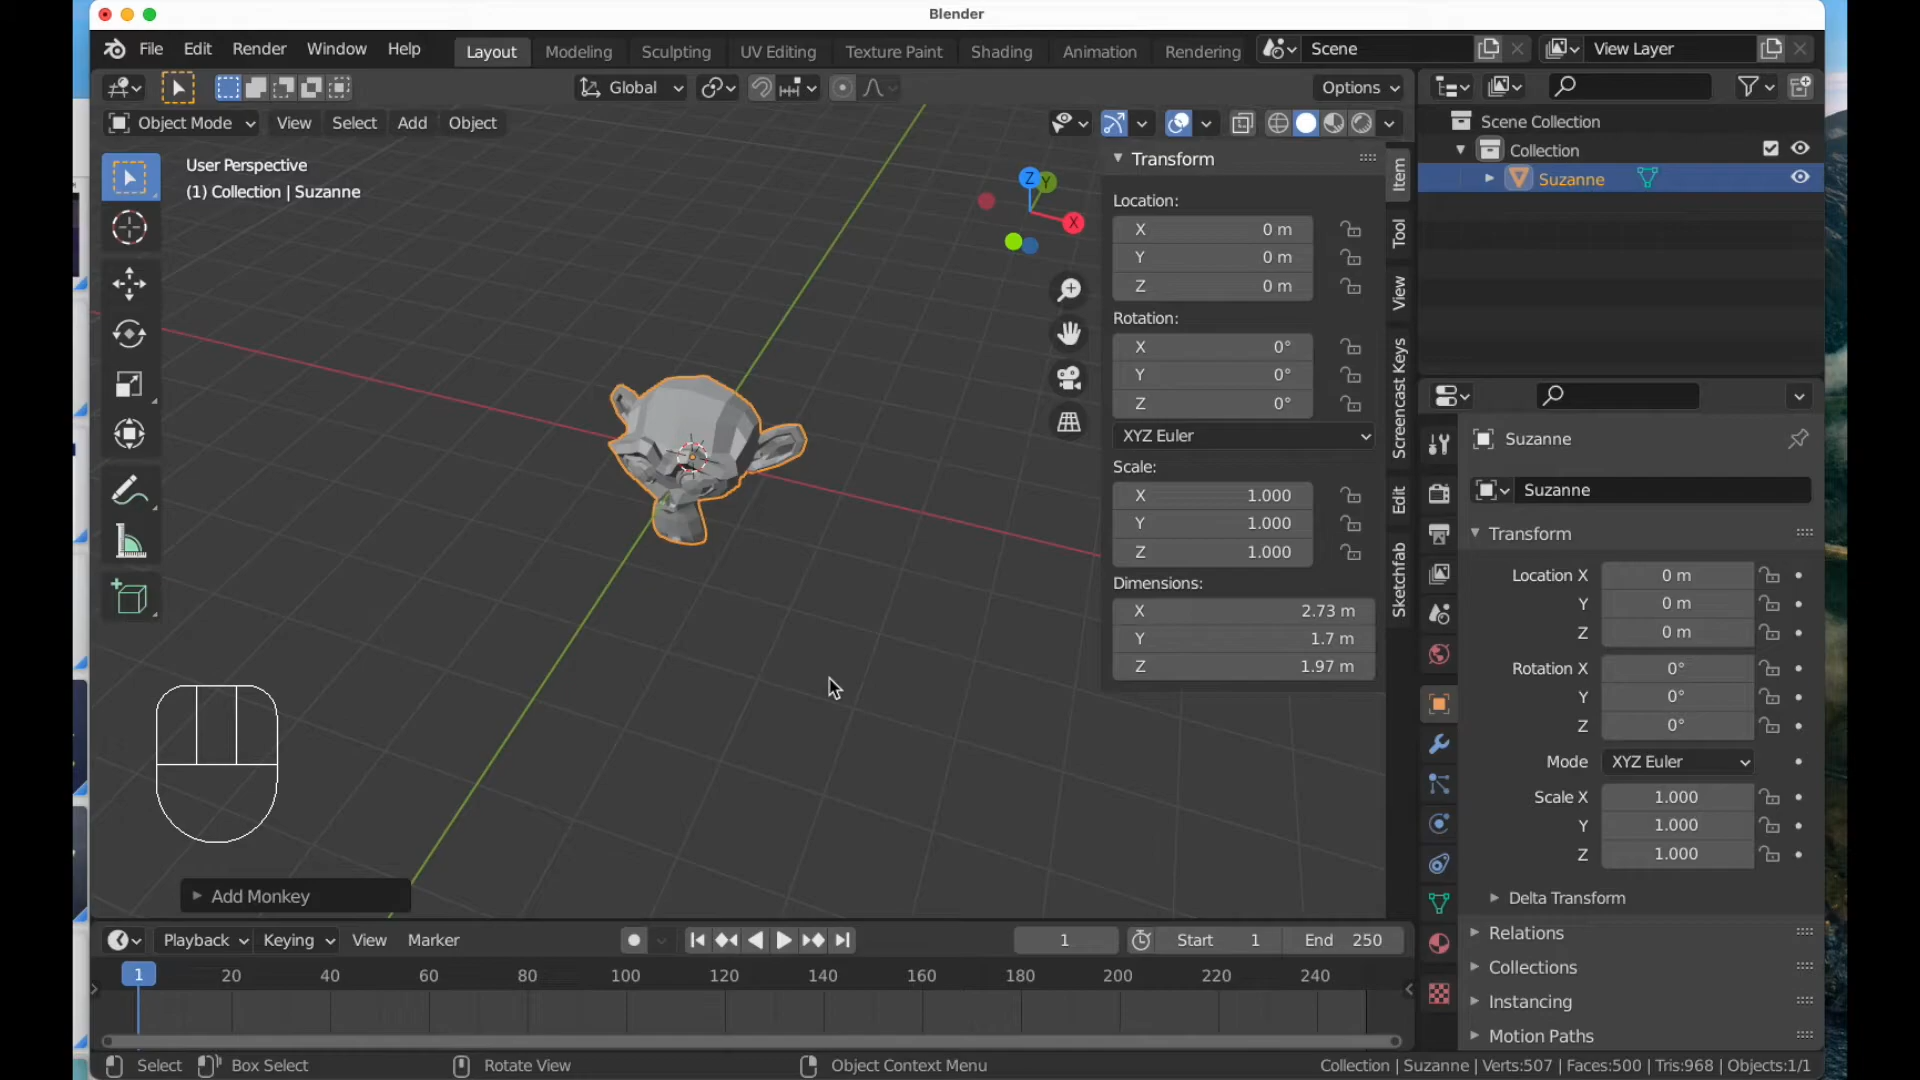 Blender
File Edit Render Window Help
Layout Modeling Sculpting UV Editing Texture Paint Shading Animation Rendering
Scene
View Layer
Global
Options
Object Mode View Select Add Object
User Perspective
(1) Collection | Suzanne
Z
Y
X
Transform
Location:
X 0 m
Y 0 m
Z 0 m
Rotation:
X 0°
Y 0°
Z 0°
XYZ Euler
Scale:
X 1.000
Y 1.000
Z 1.000
Dimensions:
X 2.73 m
Y 1.7 m
Z 1.97 m
Item
Tool
View
Screencast Keys
Edit
Sketchfab
Scene Collection
Collection
Suzanne
Suzanne
Suzanne
Transform
Location X 0 m
Y 0 m
Z 0 m
Rotation X 0°
Y 0°
Z 0°
Mode XYZ Euler
Scale X 1.000
Y 1.000
Z 1.000
Delta Transform
Relations
Collections
Instancing
Motion Paths
Add Monkey
Playback Keying View Marker
1
Start 1
End 250
1 20 40 60 80 100 120 140 160 180 200 220 240
Select
Box Select
Rotate View
Object Context Menu
Collection | Suzanne | Verts:507 | Faces:500 | Tris:968 | Objects:1/1